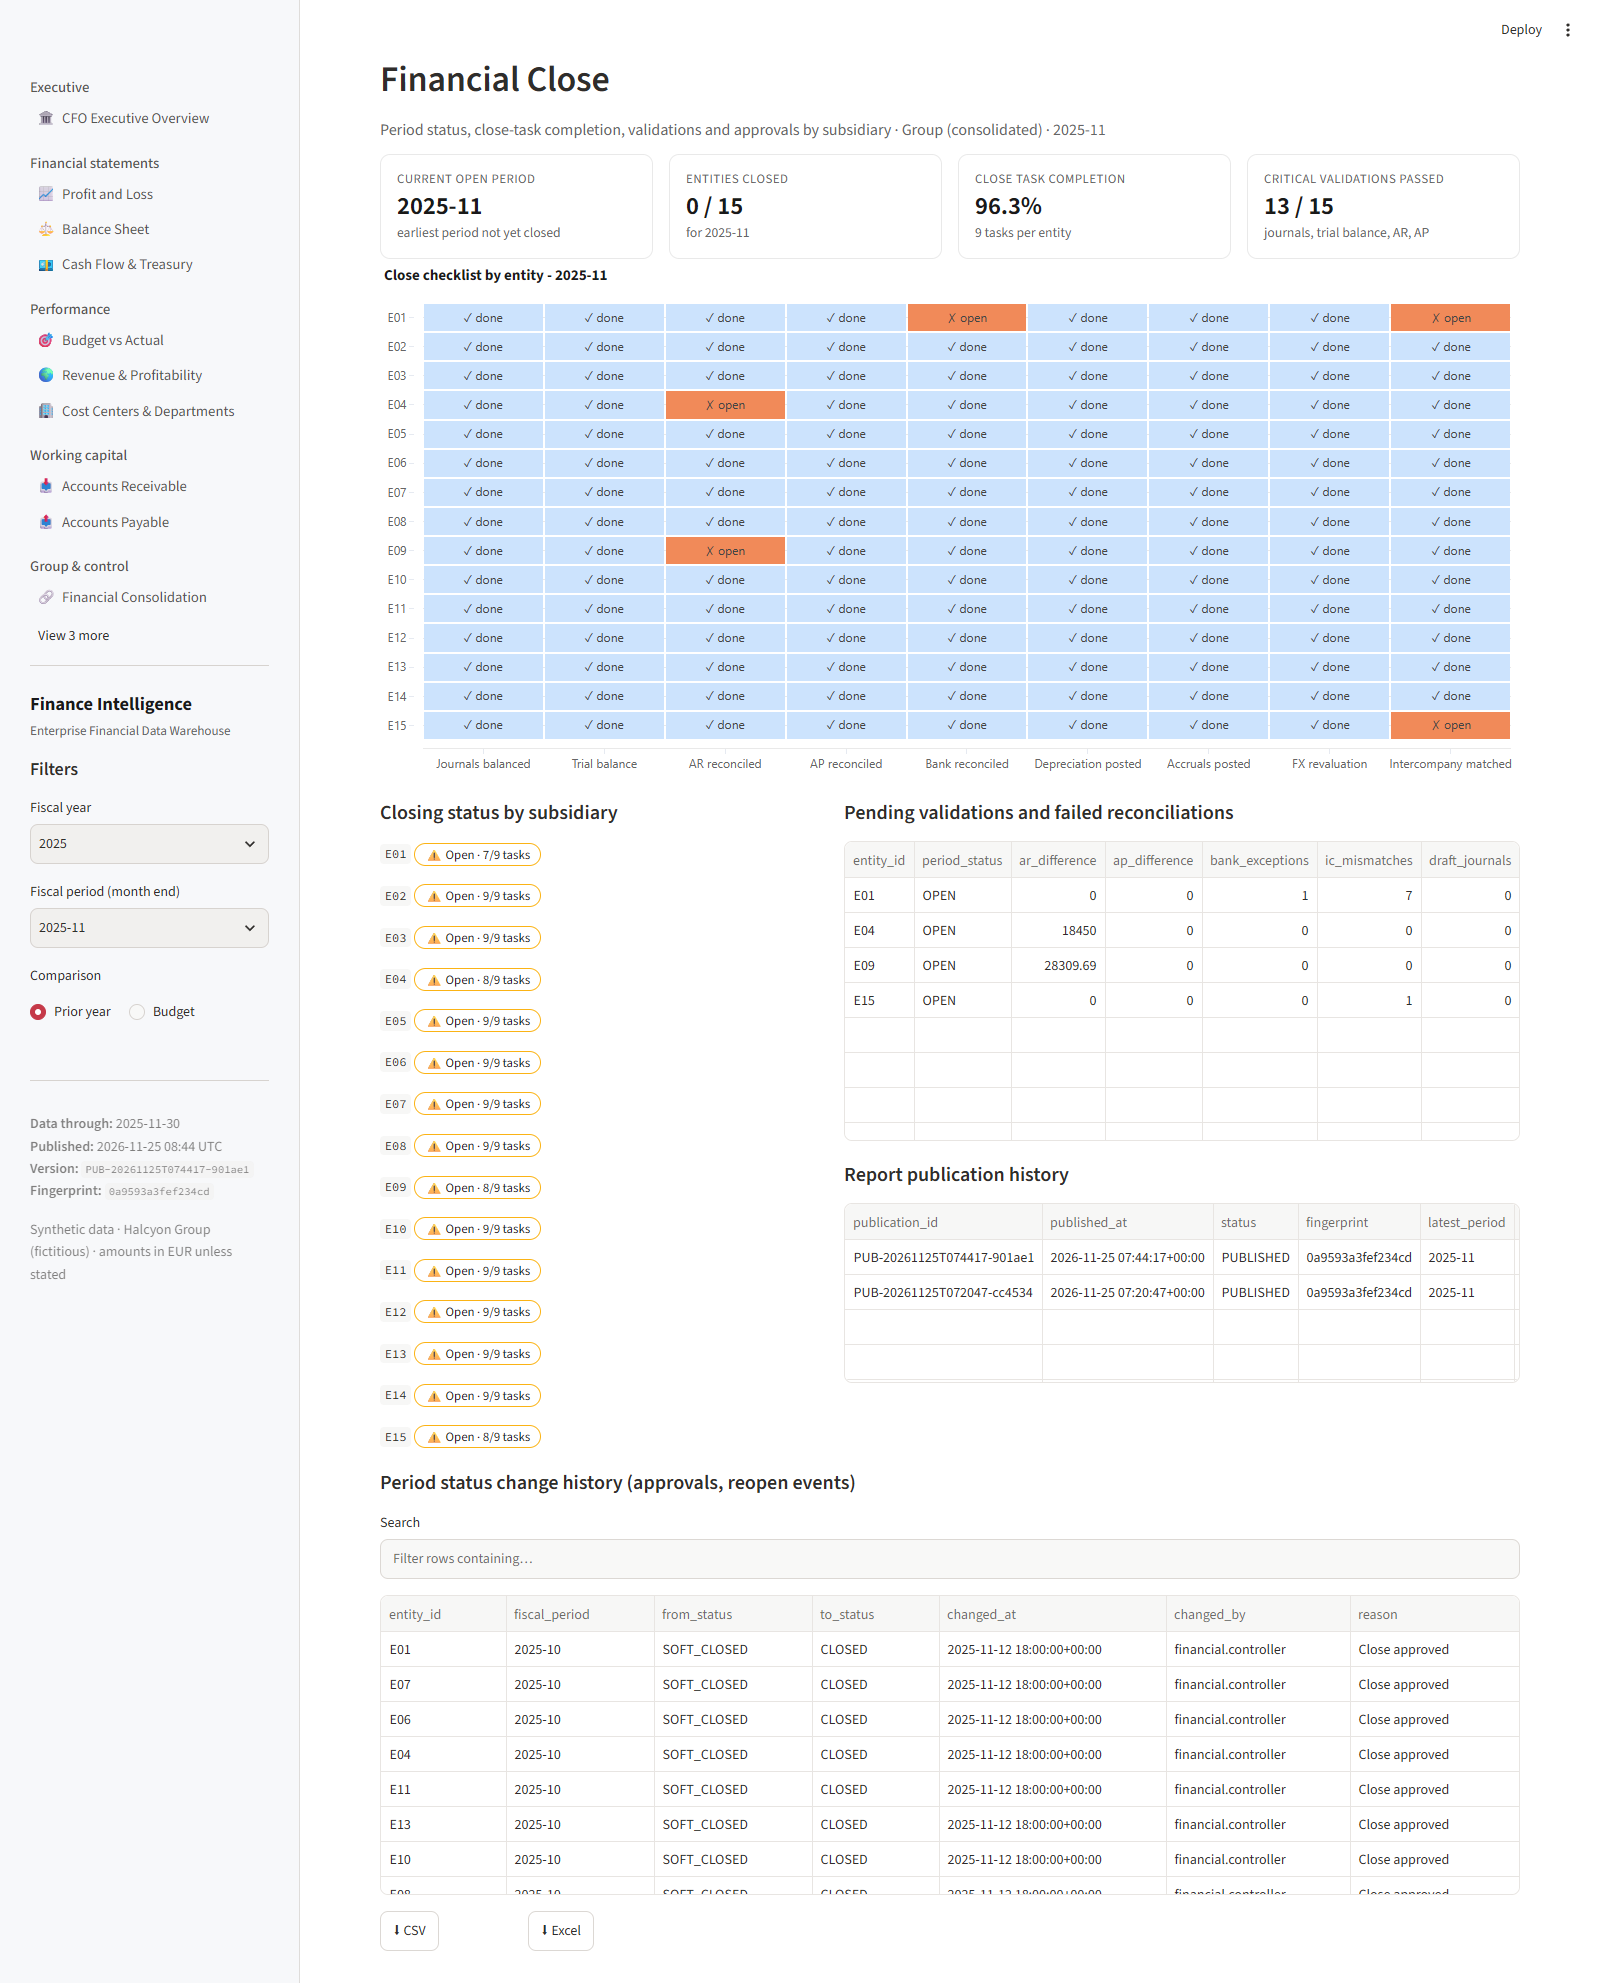 Deploy
Executive
CFO Executive Overview
Financial statements
Profit and Loss
Balance Sheet
Cash Flow & Treasury
Performance
Budget vs Actual
Revenue & Profitability
Cost Centers & Departments
Working capital
Accounts Receivable
Accounts Payable
Group & control
Financial Consolidation
View 3 more
Finance Intelligence
Enterprise Financial Data Warehouse
Filters
Fiscal year
2025
Fiscal period (month end)
2025-11
Comparison
Prior year Budget
Data through: 2025-11-30
Published: 2026-11-25 08:44 UTC
Version: PUB-20261125T074417-901ae1
Fingerprint: 0a9593a3fef234cd
Synthetic data · Halcyon Group
(fictitious) · amounts in EUR unless
stated
Financial Close
Period status, close-task completion, validations and approvals by subsidiary · Group (consolidated) · 2025-11
CURRENT OPEN PERIOD
2025-11
earliest period not yet closed
ENTITIES CLOSED
0 / 15
for 2025-11
CLOSE TASK COMPLETION
96.3%
9 tasks per entity
CRITICAL VALIDATIONS PASSED
13 / 15
journals, trial balance, AR, AP
Close checklist by entity - 2025-11
E01 ✓ done ✓ done ✓ done ✓ done ✗ open ✓ done ✓ done ✓ done ✗ open
E02 ✓ done ✓ done ✓ done ✓ done ✓ done ✓ done ✓ done ✓ done ✓ done
E03 ✓ done ✓ done ✓ done ✓ done ✓ done ✓ done ✓ done ✓ done ✓ done
E04 ✓ done ✓ done ✗ open ✓ done ✓ done ✓ done ✓ done ✓ done ✓ done
E05 ✓ done ✓ done ✓ done ✓ done ✓ done ✓ done ✓ done ✓ done ✓ done
E06 ✓ done ✓ done ✓ done ✓ done ✓ done ✓ done ✓ done ✓ done ✓ done
E07 ✓ done ✓ done ✓ done ✓ done ✓ done ✓ done ✓ done ✓ done ✓ done
E08 ✓ done ✓ done ✓ done ✓ done ✓ done ✓ done ✓ done ✓ done ✓ done
E09 ✓ done ✓ done ✗ open ✓ done ✓ done ✓ done ✓ done ✓ done ✓ done
E10 ✓ done ✓ done ✓ done ✓ done ✓ done ✓ done ✓ done ✓ done ✓ done
E11 ✓ done ✓ done ✓ done ✓ done ✓ done ✓ done ✓ done ✓ done ✓ done
E12 ✓ done ✓ done ✓ done ✓ done ✓ done ✓ done ✓ done ✓ done ✓ done
E13 ✓ done ✓ done ✓ done ✓ done ✓ done ✓ done ✓ done ✓ done ✓ done
E14 ✓ done ✓ done ✓ done ✓ done ✓ done ✓ done ✓ done ✓ done ✓ done
E15 ✓ done ✓ done ✓ done ✓ done ✓ done ✓ done ✓ done ✓ done ✗ open
Journals balanced Trial balance AR reconciled AP reconciled Bank reconciled Depreciation posted Accruals posted FX revaluation Intercompany matched
Closing status by subsidiary
E01 Open · 7/9 tasks
E02 Open · 9/9 tasks
E03 Open · 9/9 tasks
E04 Open · 8/9 tasks
E05 Open · 9/9 tasks
E06 Open · 9/9 tasks
E07 Open · 9/9 tasks
E08 Open · 9/9 tasks
E09 Open · 8/9 tasks
E10 Open · 9/9 tasks
E11 Open · 9/9 tasks
E12 Open · 9/9 tasks
E13 Open · 9/9 tasks
E14 Open · 9/9 tasks
E15 Open · 8/9 tasks
Pending validations and failed reconciliations
entity_id period_status ar_difference ap_difference bank_exceptions ic_mismatches draft_journals
E01 OPEN 0 0 1 7 0
E04 OPEN 18450 0 0 0 0
E09 OPEN 28309.69 0 0 0 0
E15 OPEN 0 0 0 1 0
Report publication history
publication_id published_at status fingerprint latest_period
PUB-20261125T074417-901ae1 2026-11-25 07:44:17+00:00 PUBLISHED 0a9593a3fef234cd 2025-11
PUB-20261125T072047-cc4534 2026-11-25 07:20:47+00:00 PUBLISHED 0a9593a3fef234cd 2025-11
Period status change history (approvals, reopen events)
Search
Filter rows containing…
entity_id fiscal_period from_status to_status changed_at changed_by reason
E01 2025-10 SOFT_CLOSED CLOSED 2025-11-12 18:00:00+00:00 financial.controller Close approved
E07 2025-10 SOFT_CLOSED CLOSED 2025-11-12 18:00:00+00:00 financial.controller Close approved
E06 2025-10 SOFT_CLOSED CLOSED 2025-11-12 18:00:00+00:00 financial.controller Close approved
E04 2025-10 SOFT_CLOSED CLOSED 2025-11-12 18:00:00+00:00 financial.controller Close approved
E11 2025-10 SOFT_CLOSED CLOSED 2025-11-12 18:00:00+00:00 financial.controller Close approved
E13 2025-10 SOFT_CLOSED CLOSED 2025-11-12 18:00:00+00:00 financial.controller Close approved
E10 2025-10 SOFT_CLOSED CLOSED 2025-11-12 18:00:00+00:00 financial.controller Close approved
2025-10 SOFT_CLOSED CLOSED 2025-11-12 18:00:00+00:00 financial.controller Close approved
⬇ CSV ⬇ Excel